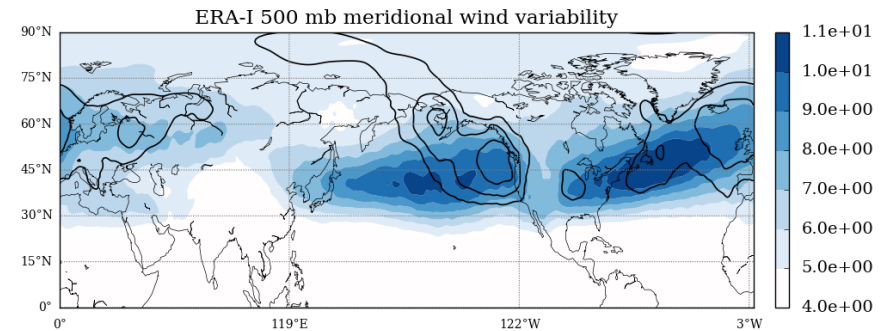 ERA-I 500 mb meridional wind variability
90°N
75°N
60°N
45°N
30°N
15°N
0°
0°
119°E
122°W
3°W
1.1e+01
1.0e+01
9.0e+00
8.0e+00
7.0e+00
6.0e+00
5.0e+00
4.0e+00